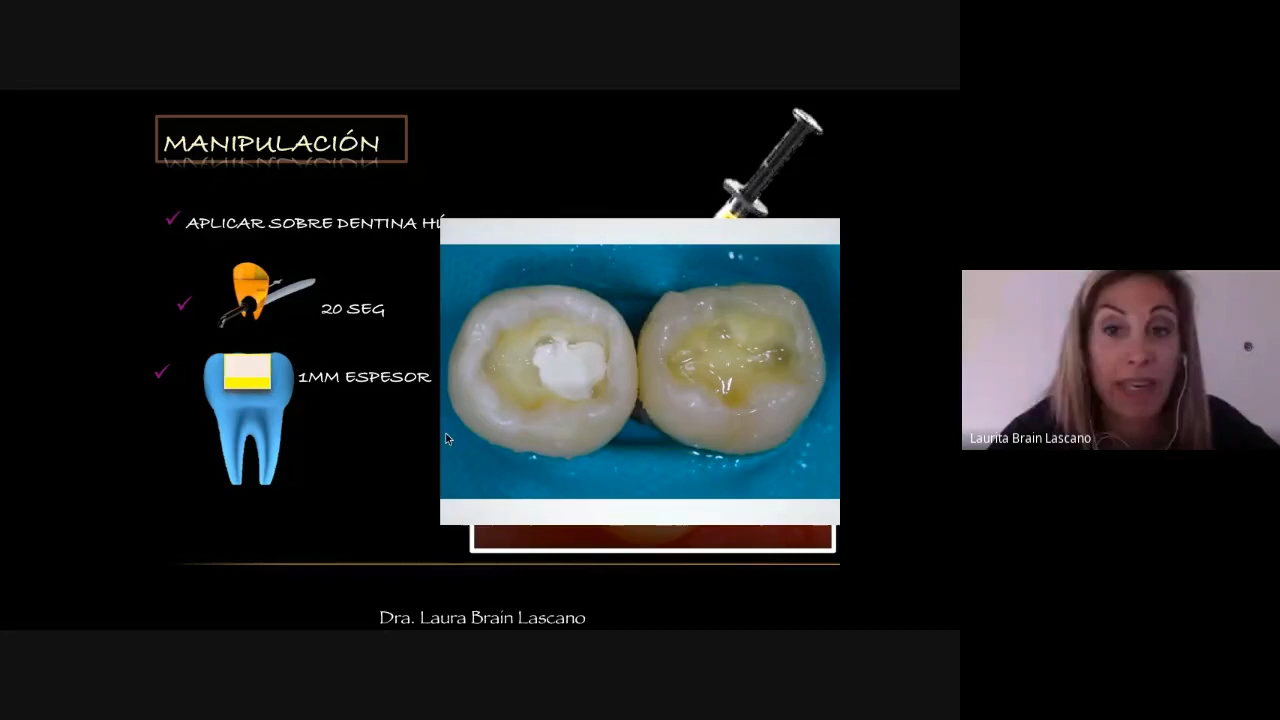 MANIPULACIÓN
APLICAR SOBRE DENTINA
20 SEG
1MM ESPESOR
Laurita Brain Lascano
Dra. Laura Brain Lascano